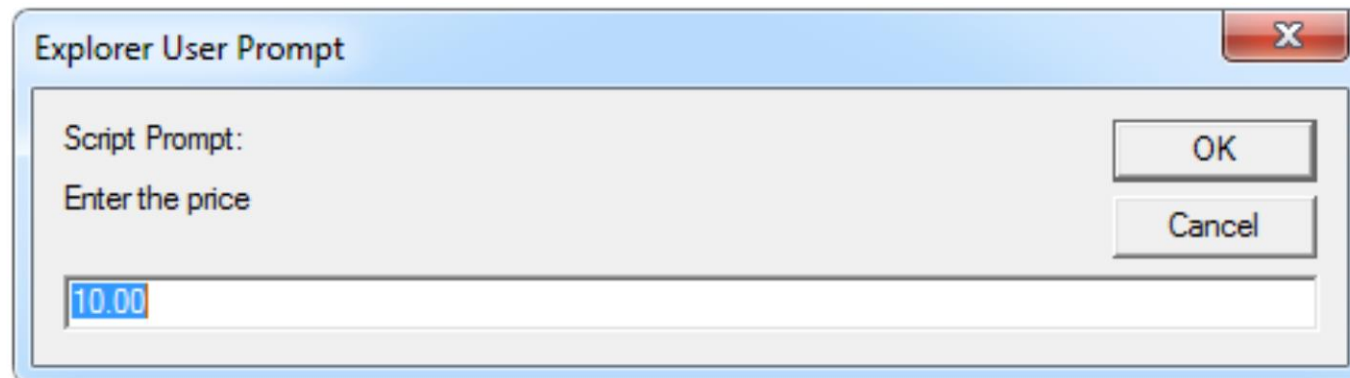 Explorer User Prompt
Script Prompt:
OK
Enter the price
Cancel
10.00